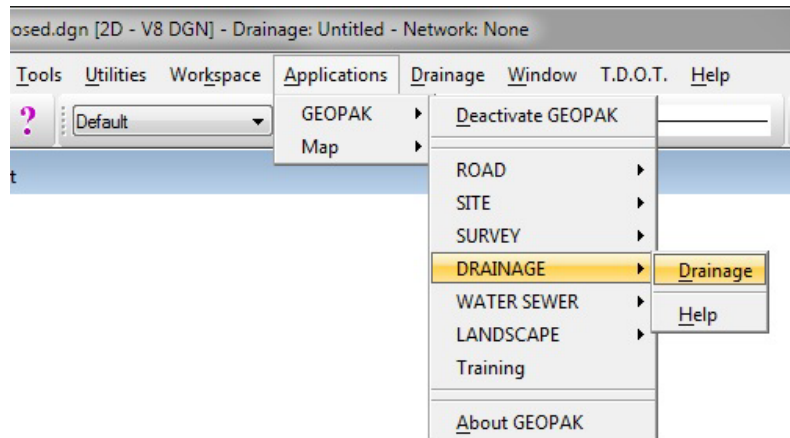 osed.dgn [2D - V8 DGN] - Drainage: Untitled - Network: None
Tools Utilities Workspace Applications Drainage Window T.D.O.T. Help
? Default
GEOPAK
Map
t
Deactivate GEOPAK
ROAD
SITE
SURVEY
DRAINAGE
WATER SEWER
LANDSCAPE
Training
About GEOPAK
Drainage
Help